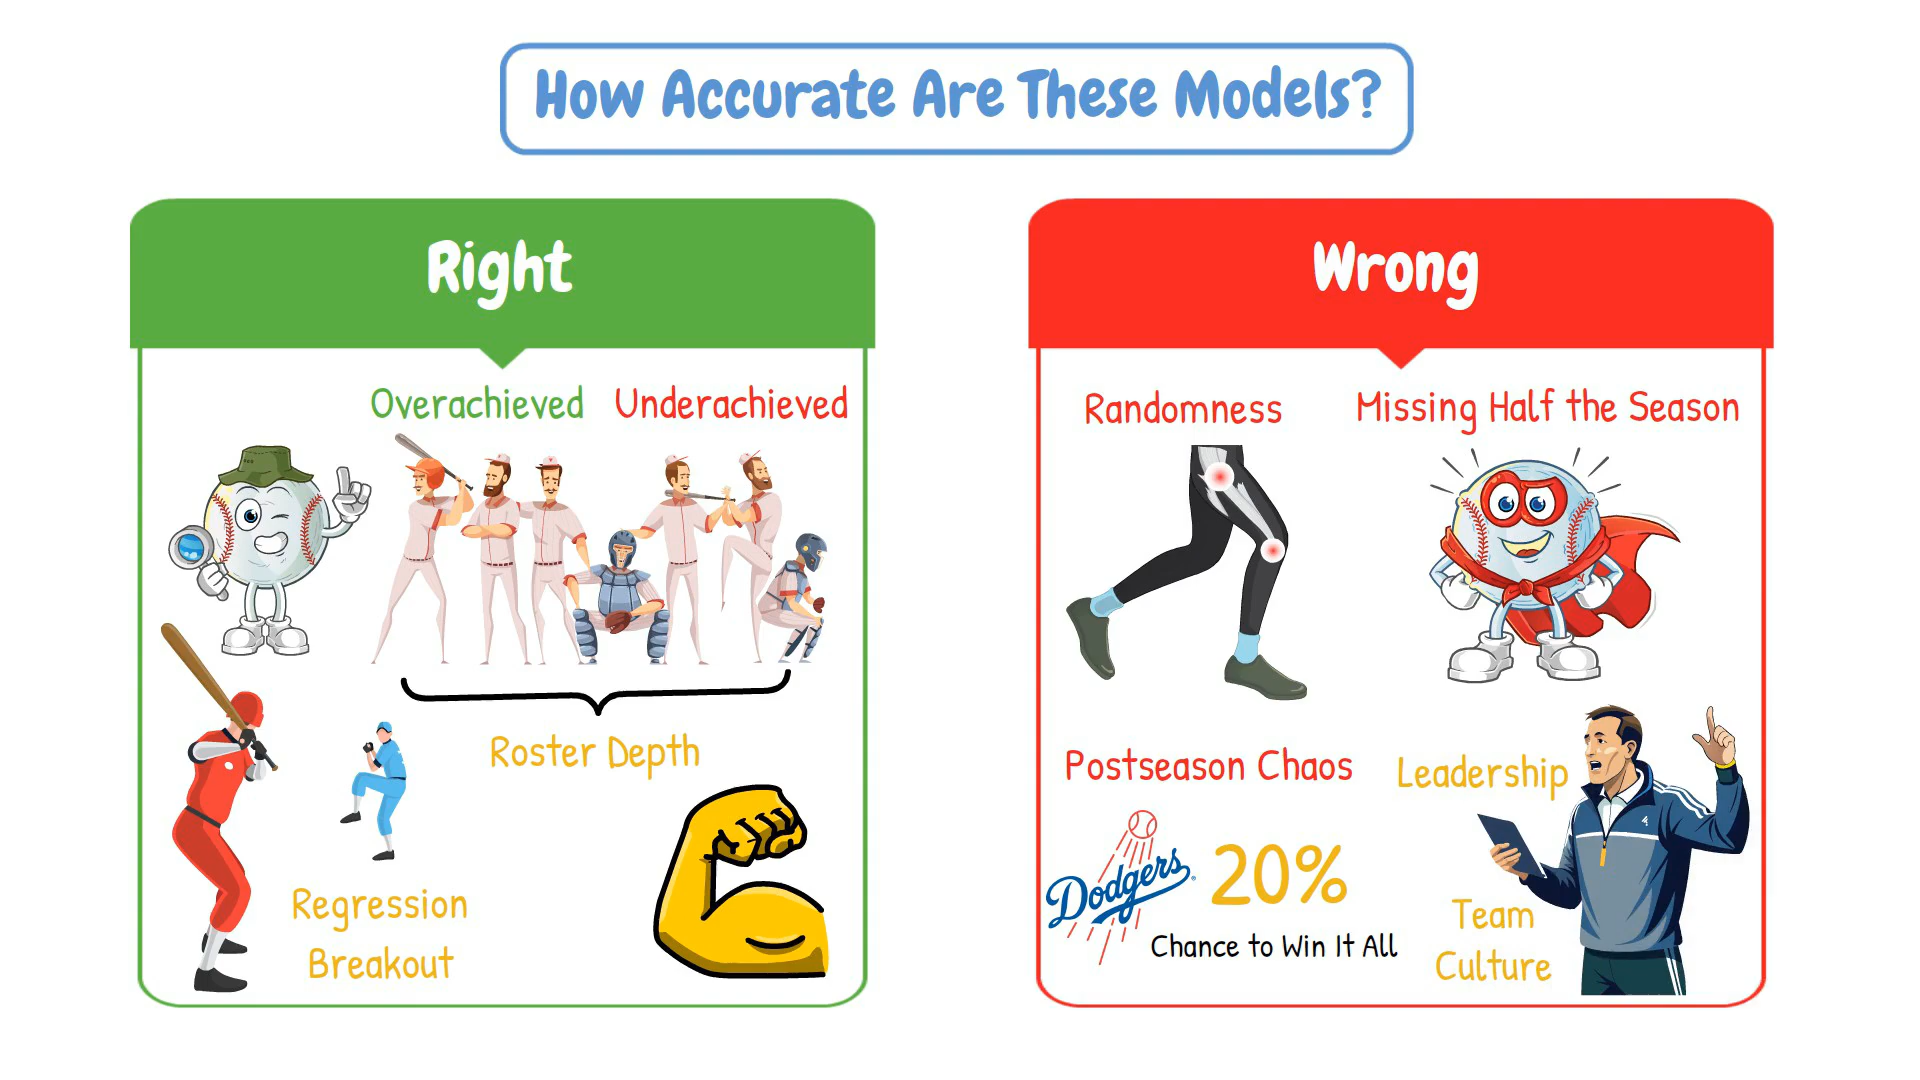 How Accurate Are These Models?
Right
Overachieved
Underachieved
Roster Depth
Regression
Breakout
Wrong
Randomness
Missing Half the Season
Postseason Chaos
Dodgers
20%
Chance to Win It All
Leadership
Team
Culture